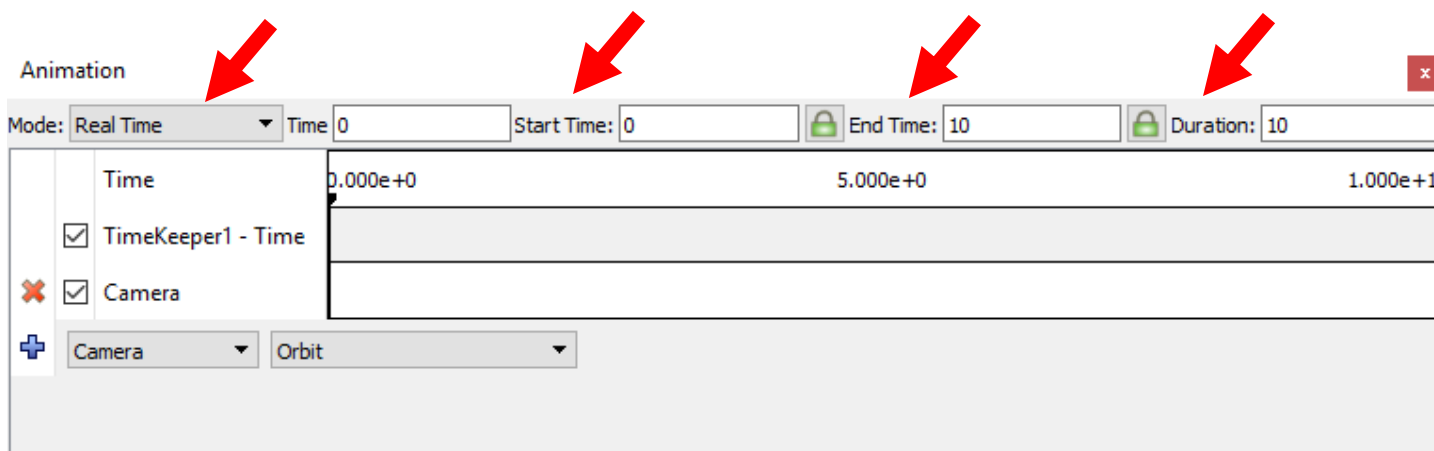 Animation
x
Mode: Real Time Time 0 Start Time: 0 End Time: 10 Duration: 10
Time 0.000e+0 5.000e+0 1.000e+1
TimeKeeper1 - Time
Camera
Camera Orbit